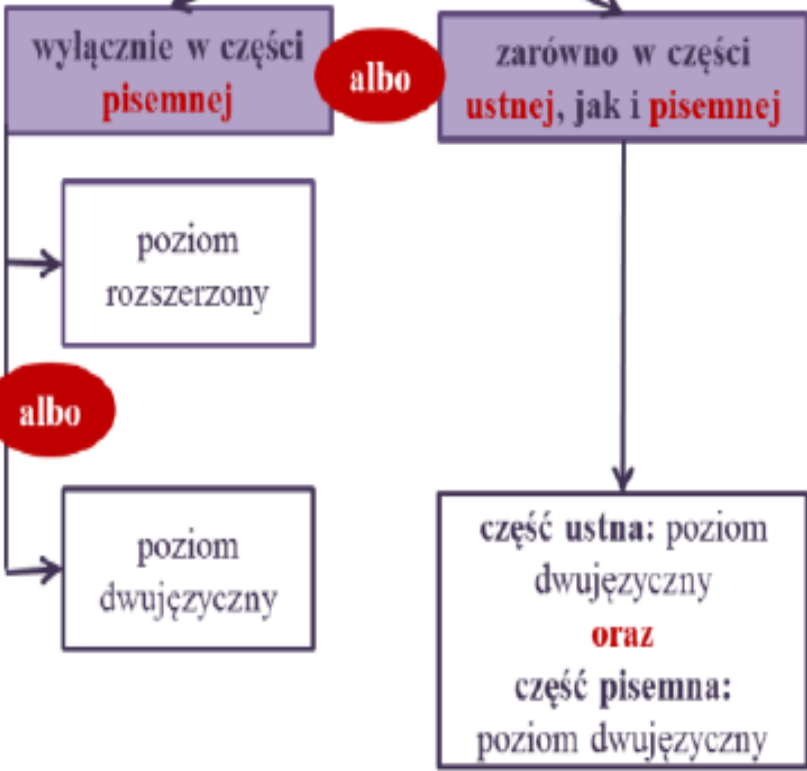 wyłącznie w części
pisemnej
albo
zarówno w części
ustnej, jak i pisemnej
poziom
rozszerzony
albo
poziom
dwujęzyczny
część ustna: poziom
dwujęzyczny
oraz
część pisemna:
poziom dwujęzyczny